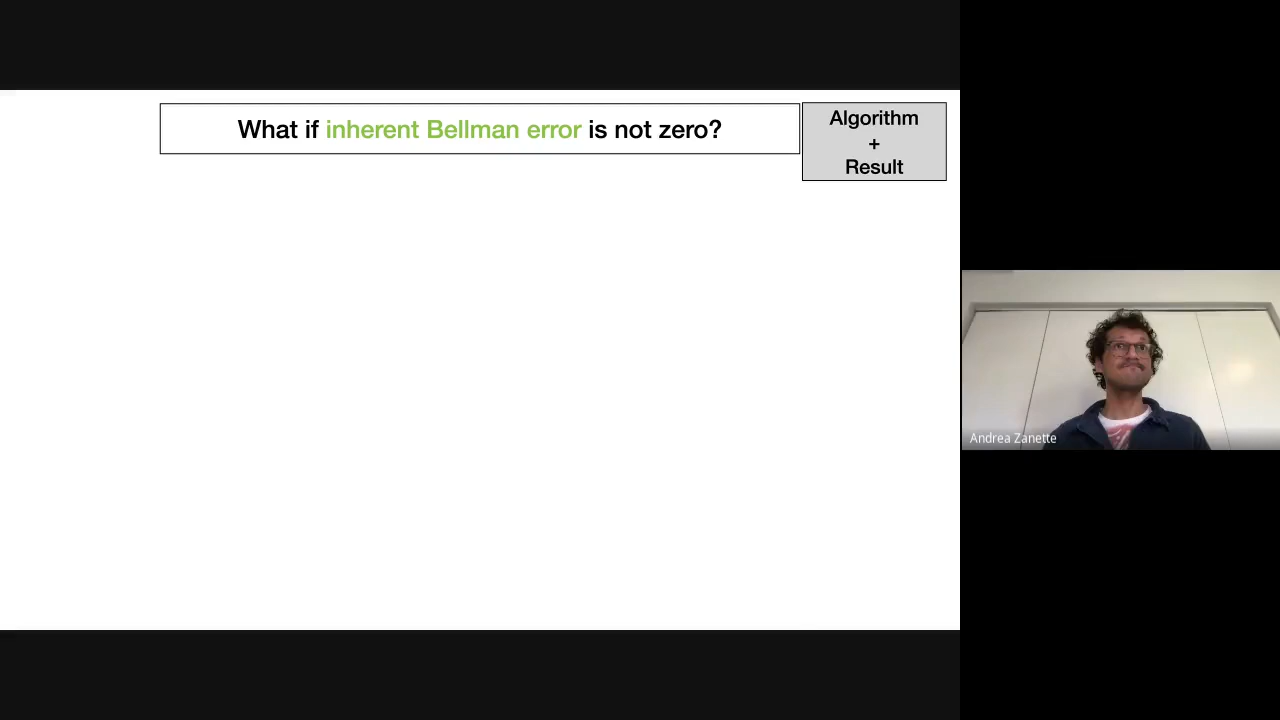 What if inherent Bellman error is not zero?
Algorithm
+
Result
Andrea Zanette